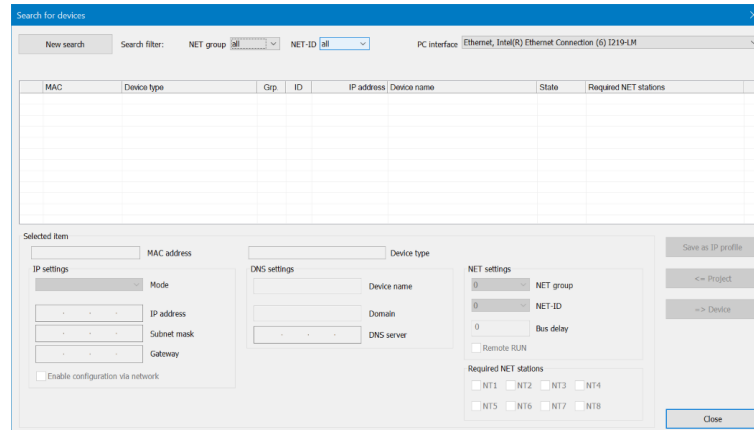 Search for devices
New search Search filter: NET group all NET-ID all PC interface Ethernet, Intel(R) Ethernet Connection (6) I219-LM
MAC Device type Grp. ID IP address Device name State Required NET stations
Selected item
MAC address Device type
Save as IP profile
IP settings DNS settings NET settings
Mode Device name 0 NET group
<= Project
IP address Domain 0 NET-ID
=> Device
Subnet mask DNS server 0 Bus delay
Gateway Remote RUN
Enable configuration via network
Required NET stations
NT1 NT2 NT3 NT4
NT5 NT6 NT7 NT8
Close